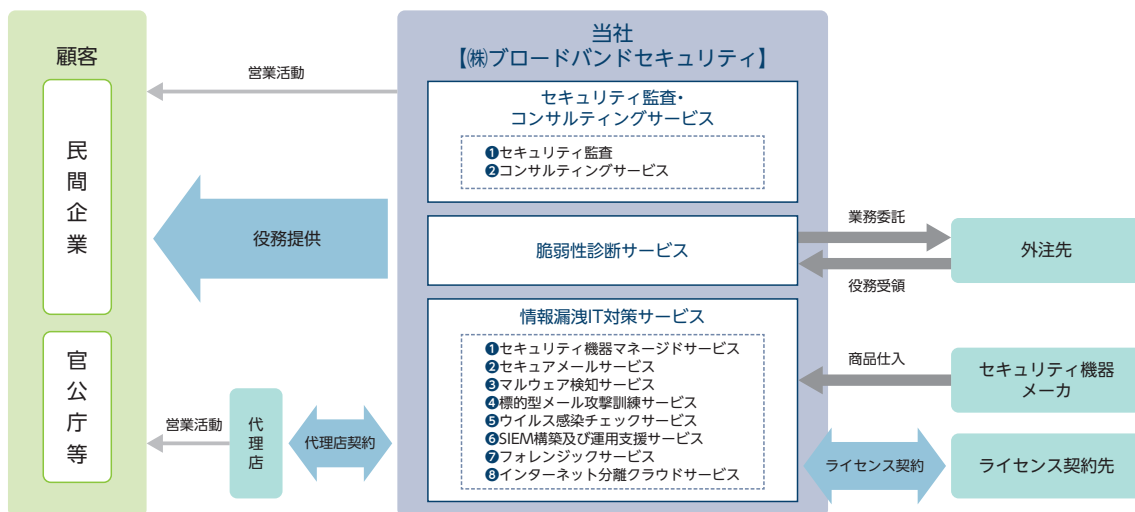 顧客
民間企業
官公庁等
営業活動
役務提供
営業活動
代理店
代理店契約
当社
【㈱ブロードバンドセキュリティ】
セキュリティ監査・
コンサルティングサービス
❶セキュリティ監査
❷コンサルティングサービス
脆弱性診断サービス
情報漏洩IT対策サービス
❶セキュリティ機器マネージドサービス
❷セキュアメールサービス
❸マルウェア検知サービス
❹標的型メール攻撃訓練サービス
❺ウイルス感染チェックサービス
❻SIEM構築及び運用支援サービス
❼フォレンジックサービス
❽インターネット分離クラウドサービス
業務委託
役務受領
外注先
商品仕入
セキュリティ機器
メーカ
ライセンス契約
ライセンス契約先